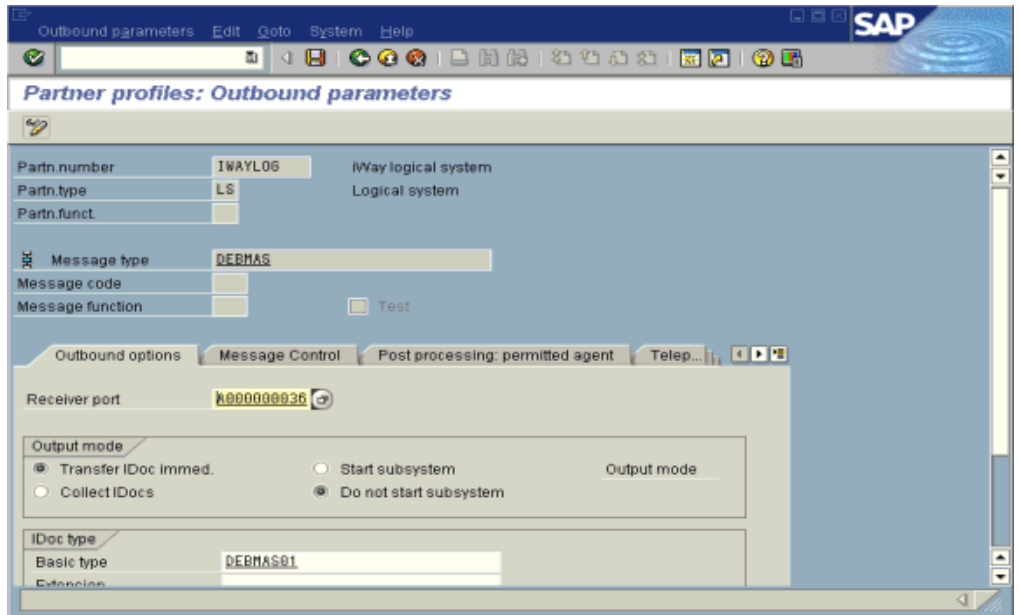 Outbound parameters Edit Goto System Help
SAP
Partner profiles: Outbound parameters
Partn.number IWAYLOG iWay logical system
Partn.type LS Logical system
Partn.funct.
Message type DEBMAS
Message code
Message function Test
Outbound options Message Control Post processing: permitted agent Telep...
Receiver port A000000036
Output mode
Transfer IDoc immed. Start subsystem Output mode
Collect IDocs Do not start subsystem
IDoc type
Basic type DEBMAS01
Extension